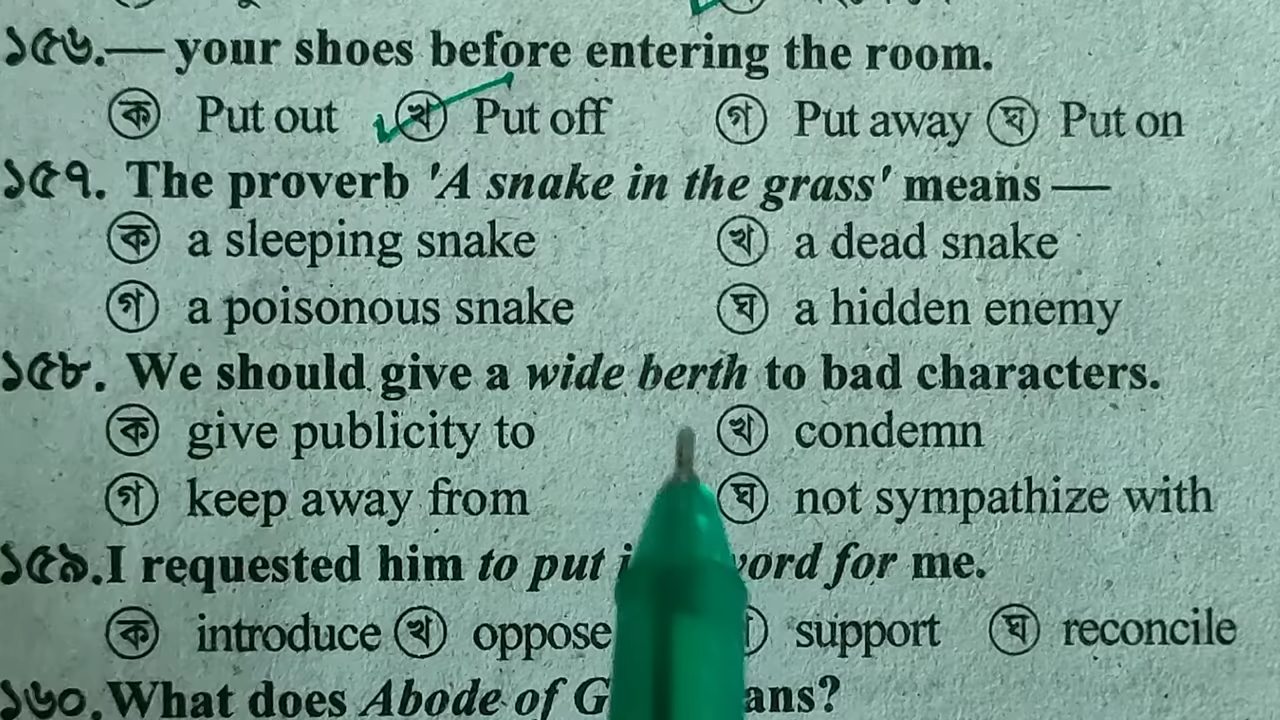 ১৫৬.— your shoes before entering the room.
ক Put out খ Put off গ Put away ঘ Put on
১৫৭. The proverb 'A snake in the grass' means —
ক a sleeping snake খ a dead snake
গ a poisonous snake ঘ a hidden enemy
১৫৮. We should give a wide berth to bad characters.
ক give publicity to খ condemn
গ keep away from ঘ not sympathize with
১৫৯.I requested him to put for me.
ক introduce খ oppose support ঘ reconcile
১৬০.What does Abode of